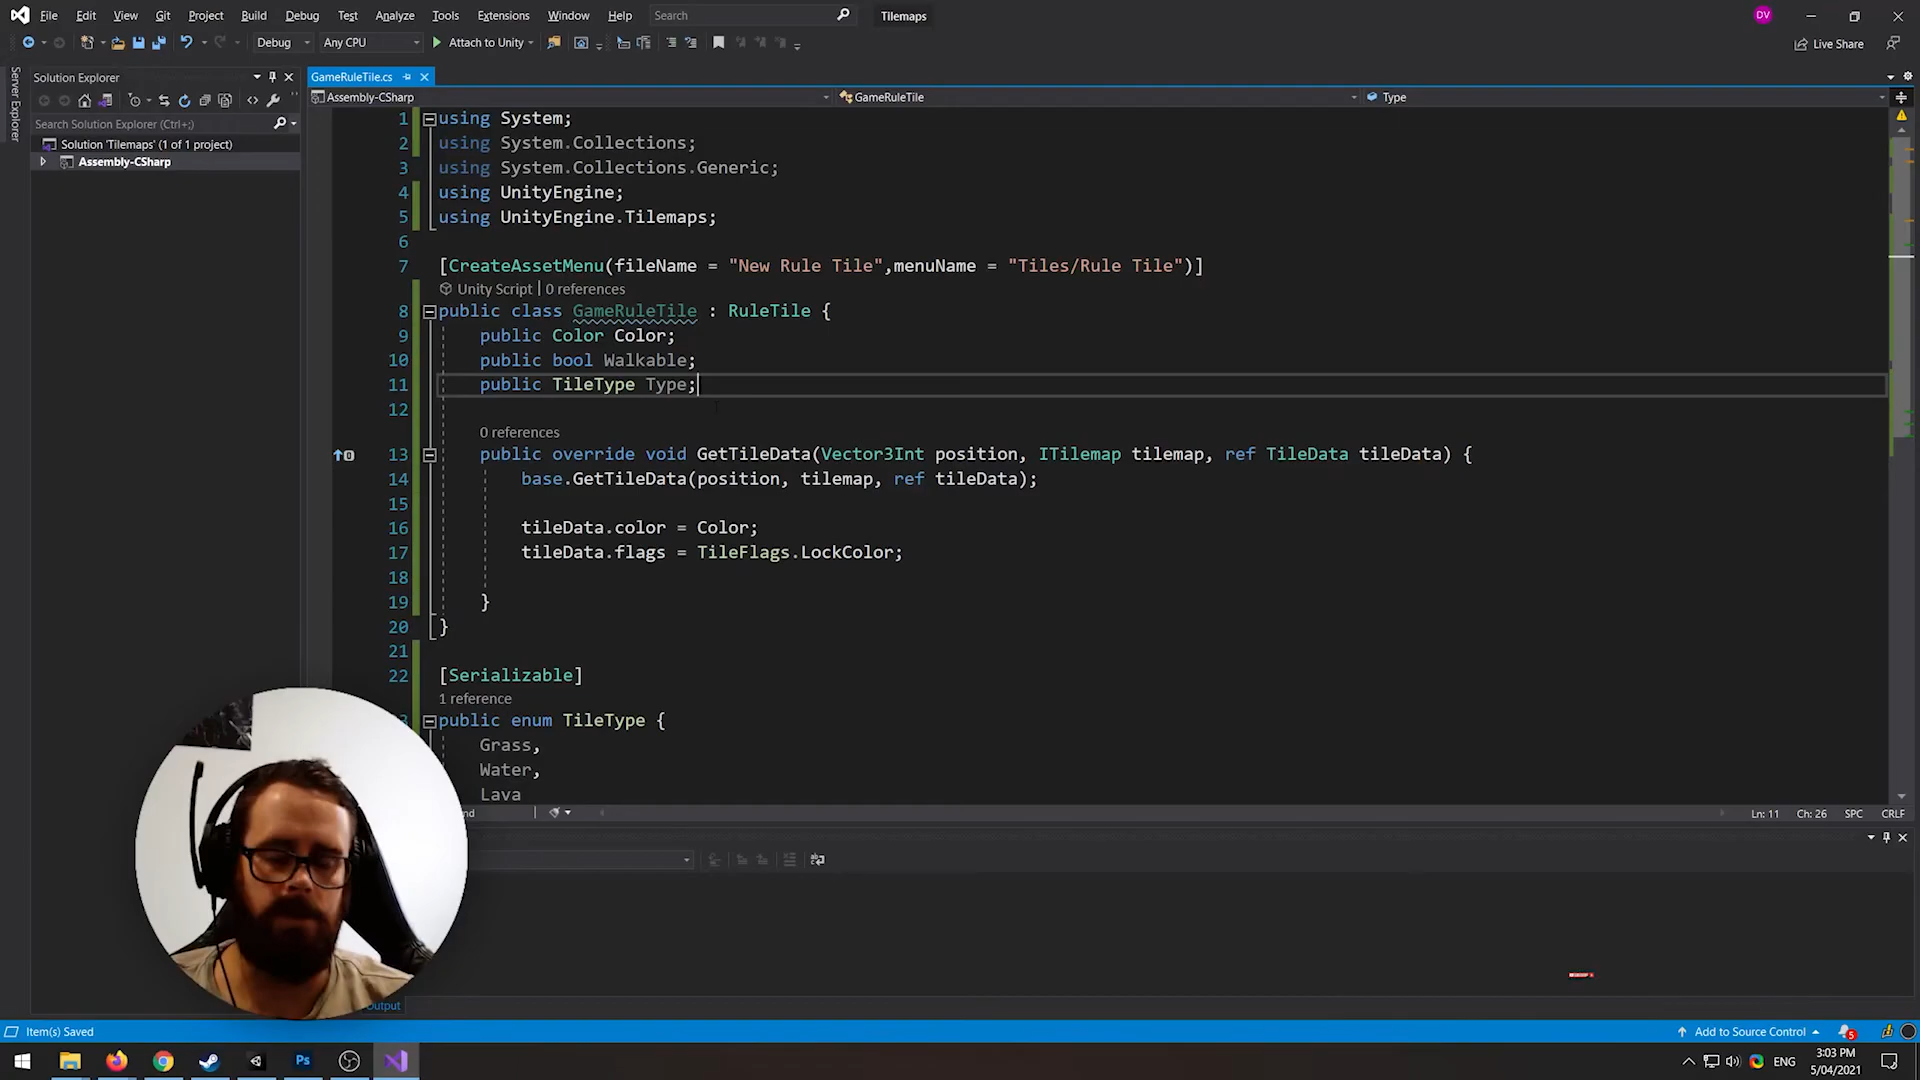 File Edit View Git Project Build Debug Test Analyze Tools Extensions Window Help Search Tilemaps DV
Debug Any CPU Attach to Unity Live Share
Server Explorer
Solution Explorer
Search Solution Explorer (Ctrl+;)
Solution 'Tilemaps' (1 of 1 project)
Assembly-CSharp
GameRuleTile.cs
Assembly-CSharp GameRuleTile Type
1 using System;
2 using System.Collections;
3 using System.Collections.Generic;
4 using UnityEngine;
5 using UnityEngine.Tilemaps;
6
7 [CreateAssetMenu(fileName = "New Rule Tile",menuName = "Tiles/Rule Tile")]
Unity Script | 0 references
8 public class GameRuleTile : RuleTile {
9 public Color Color;
10 public bool Walkable;
11 public TileType Type;
12
0 references
13 public override void GetTileData(Vector3Int position, ITilemap tilemap, ref TileData tileData) {
14 base.GetTileData(position, tilemap, ref tileData);
15
16 tileData.color = Color;
17 tileData.flags = TileFlags.LockColor;
18
19 }
20 }
21
22 [Serializable]
1 reference
public enum TileType {
Grass,
Water,
Lava
Ln: 11 Ch: 26 SPC CRLF
Item(s) Saved Add to Source Control 5
Ps ENG 3:03 PM
5/04/2021